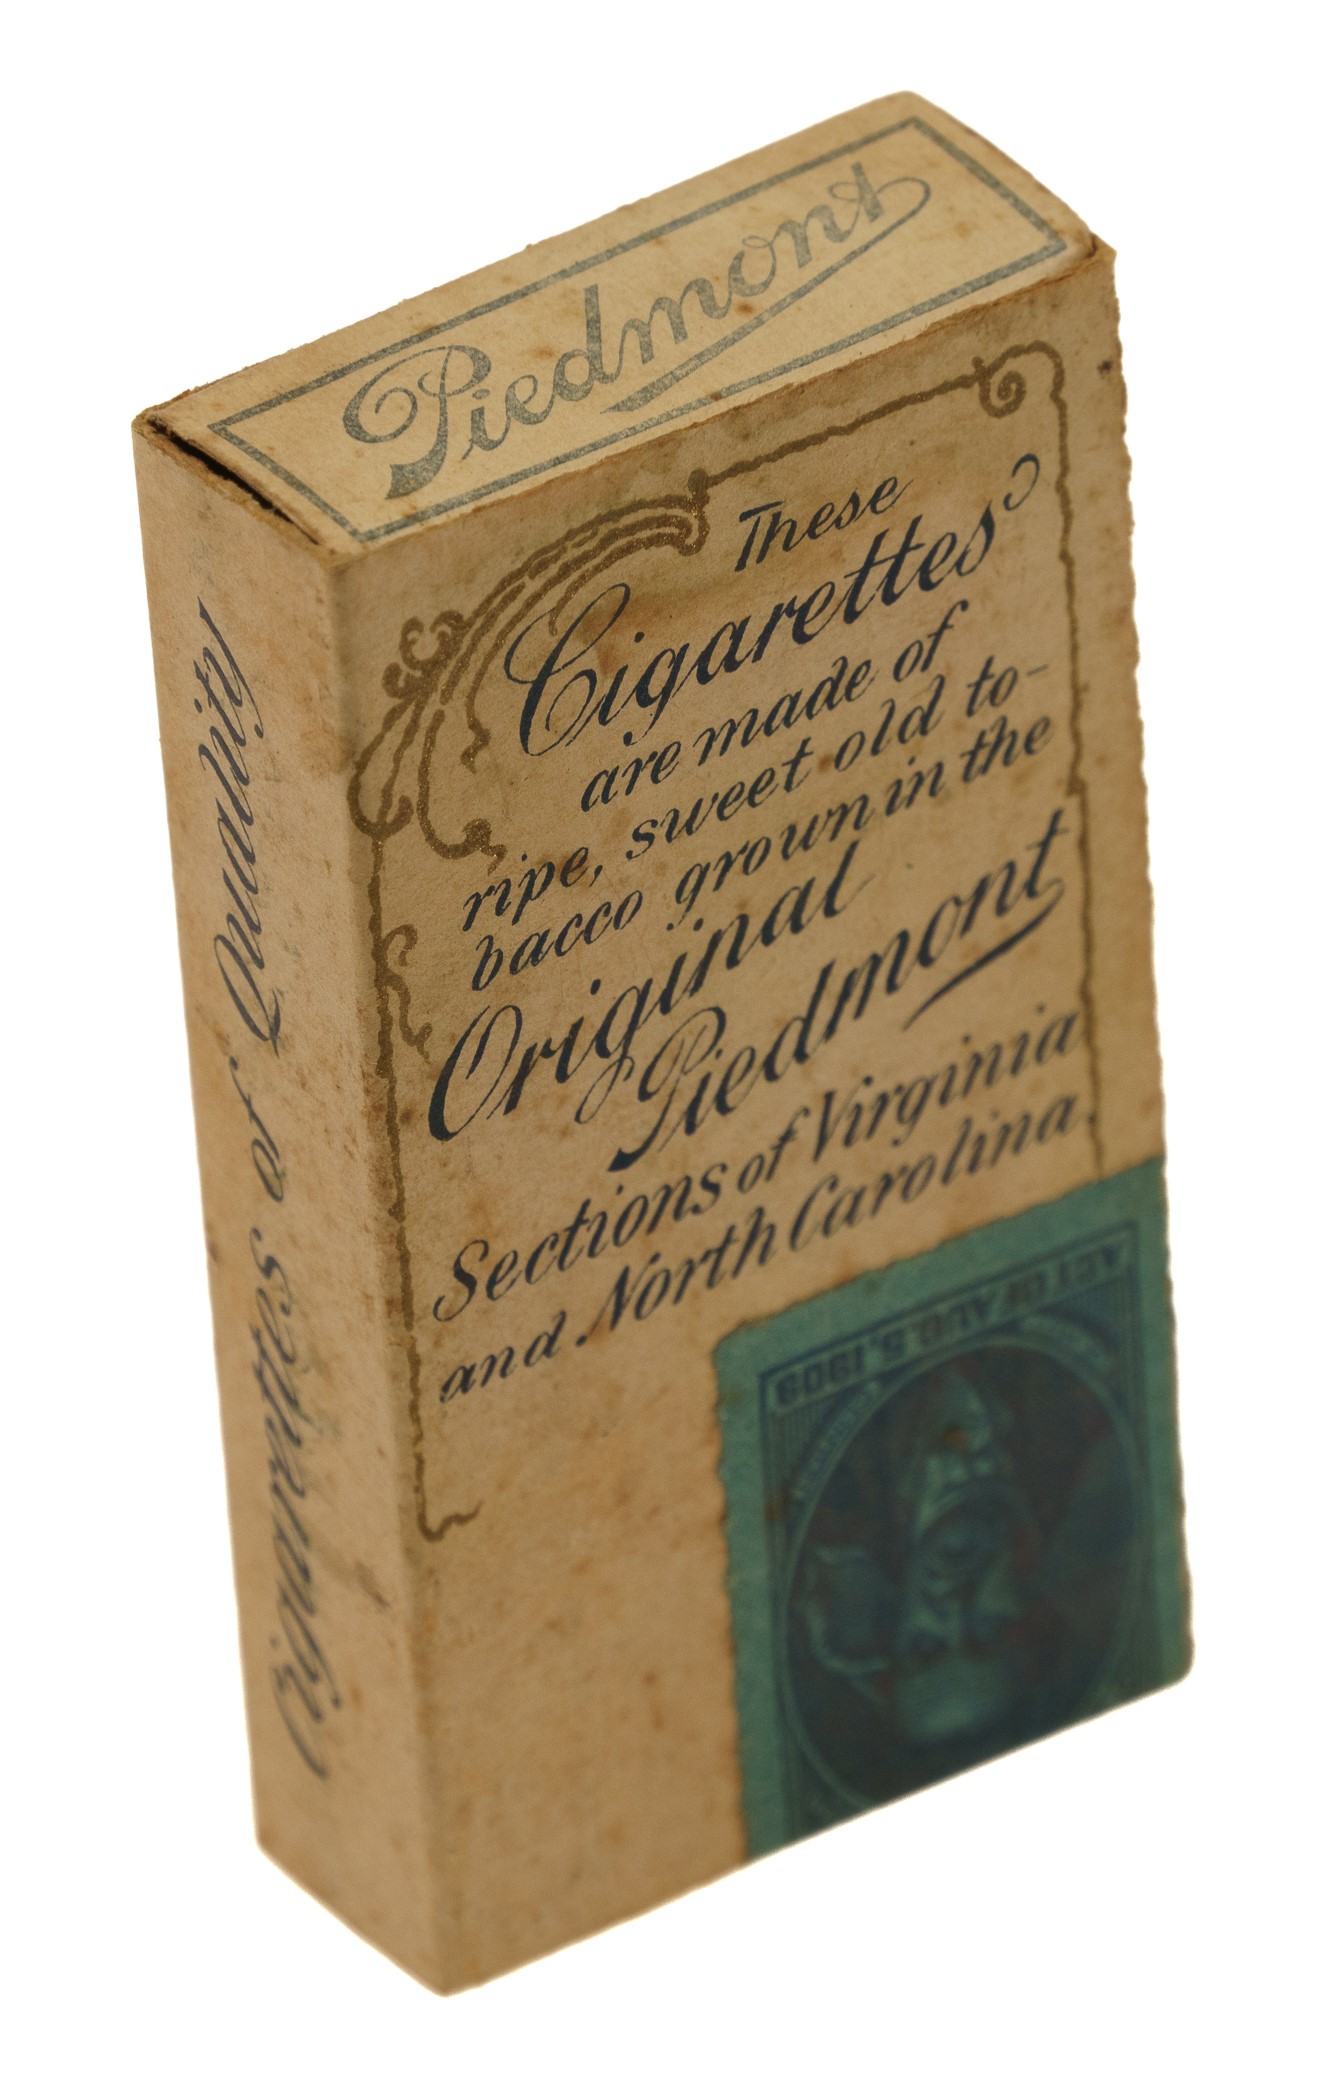 Piedmont
These
Cigarettes
are made of
ripe, sweet old to-
bacco grown in the
Original
Piedmont
Sections of Virginia
and North Carolina.
Cigarettes of Quality
ACT OF AUG. 5, 1909